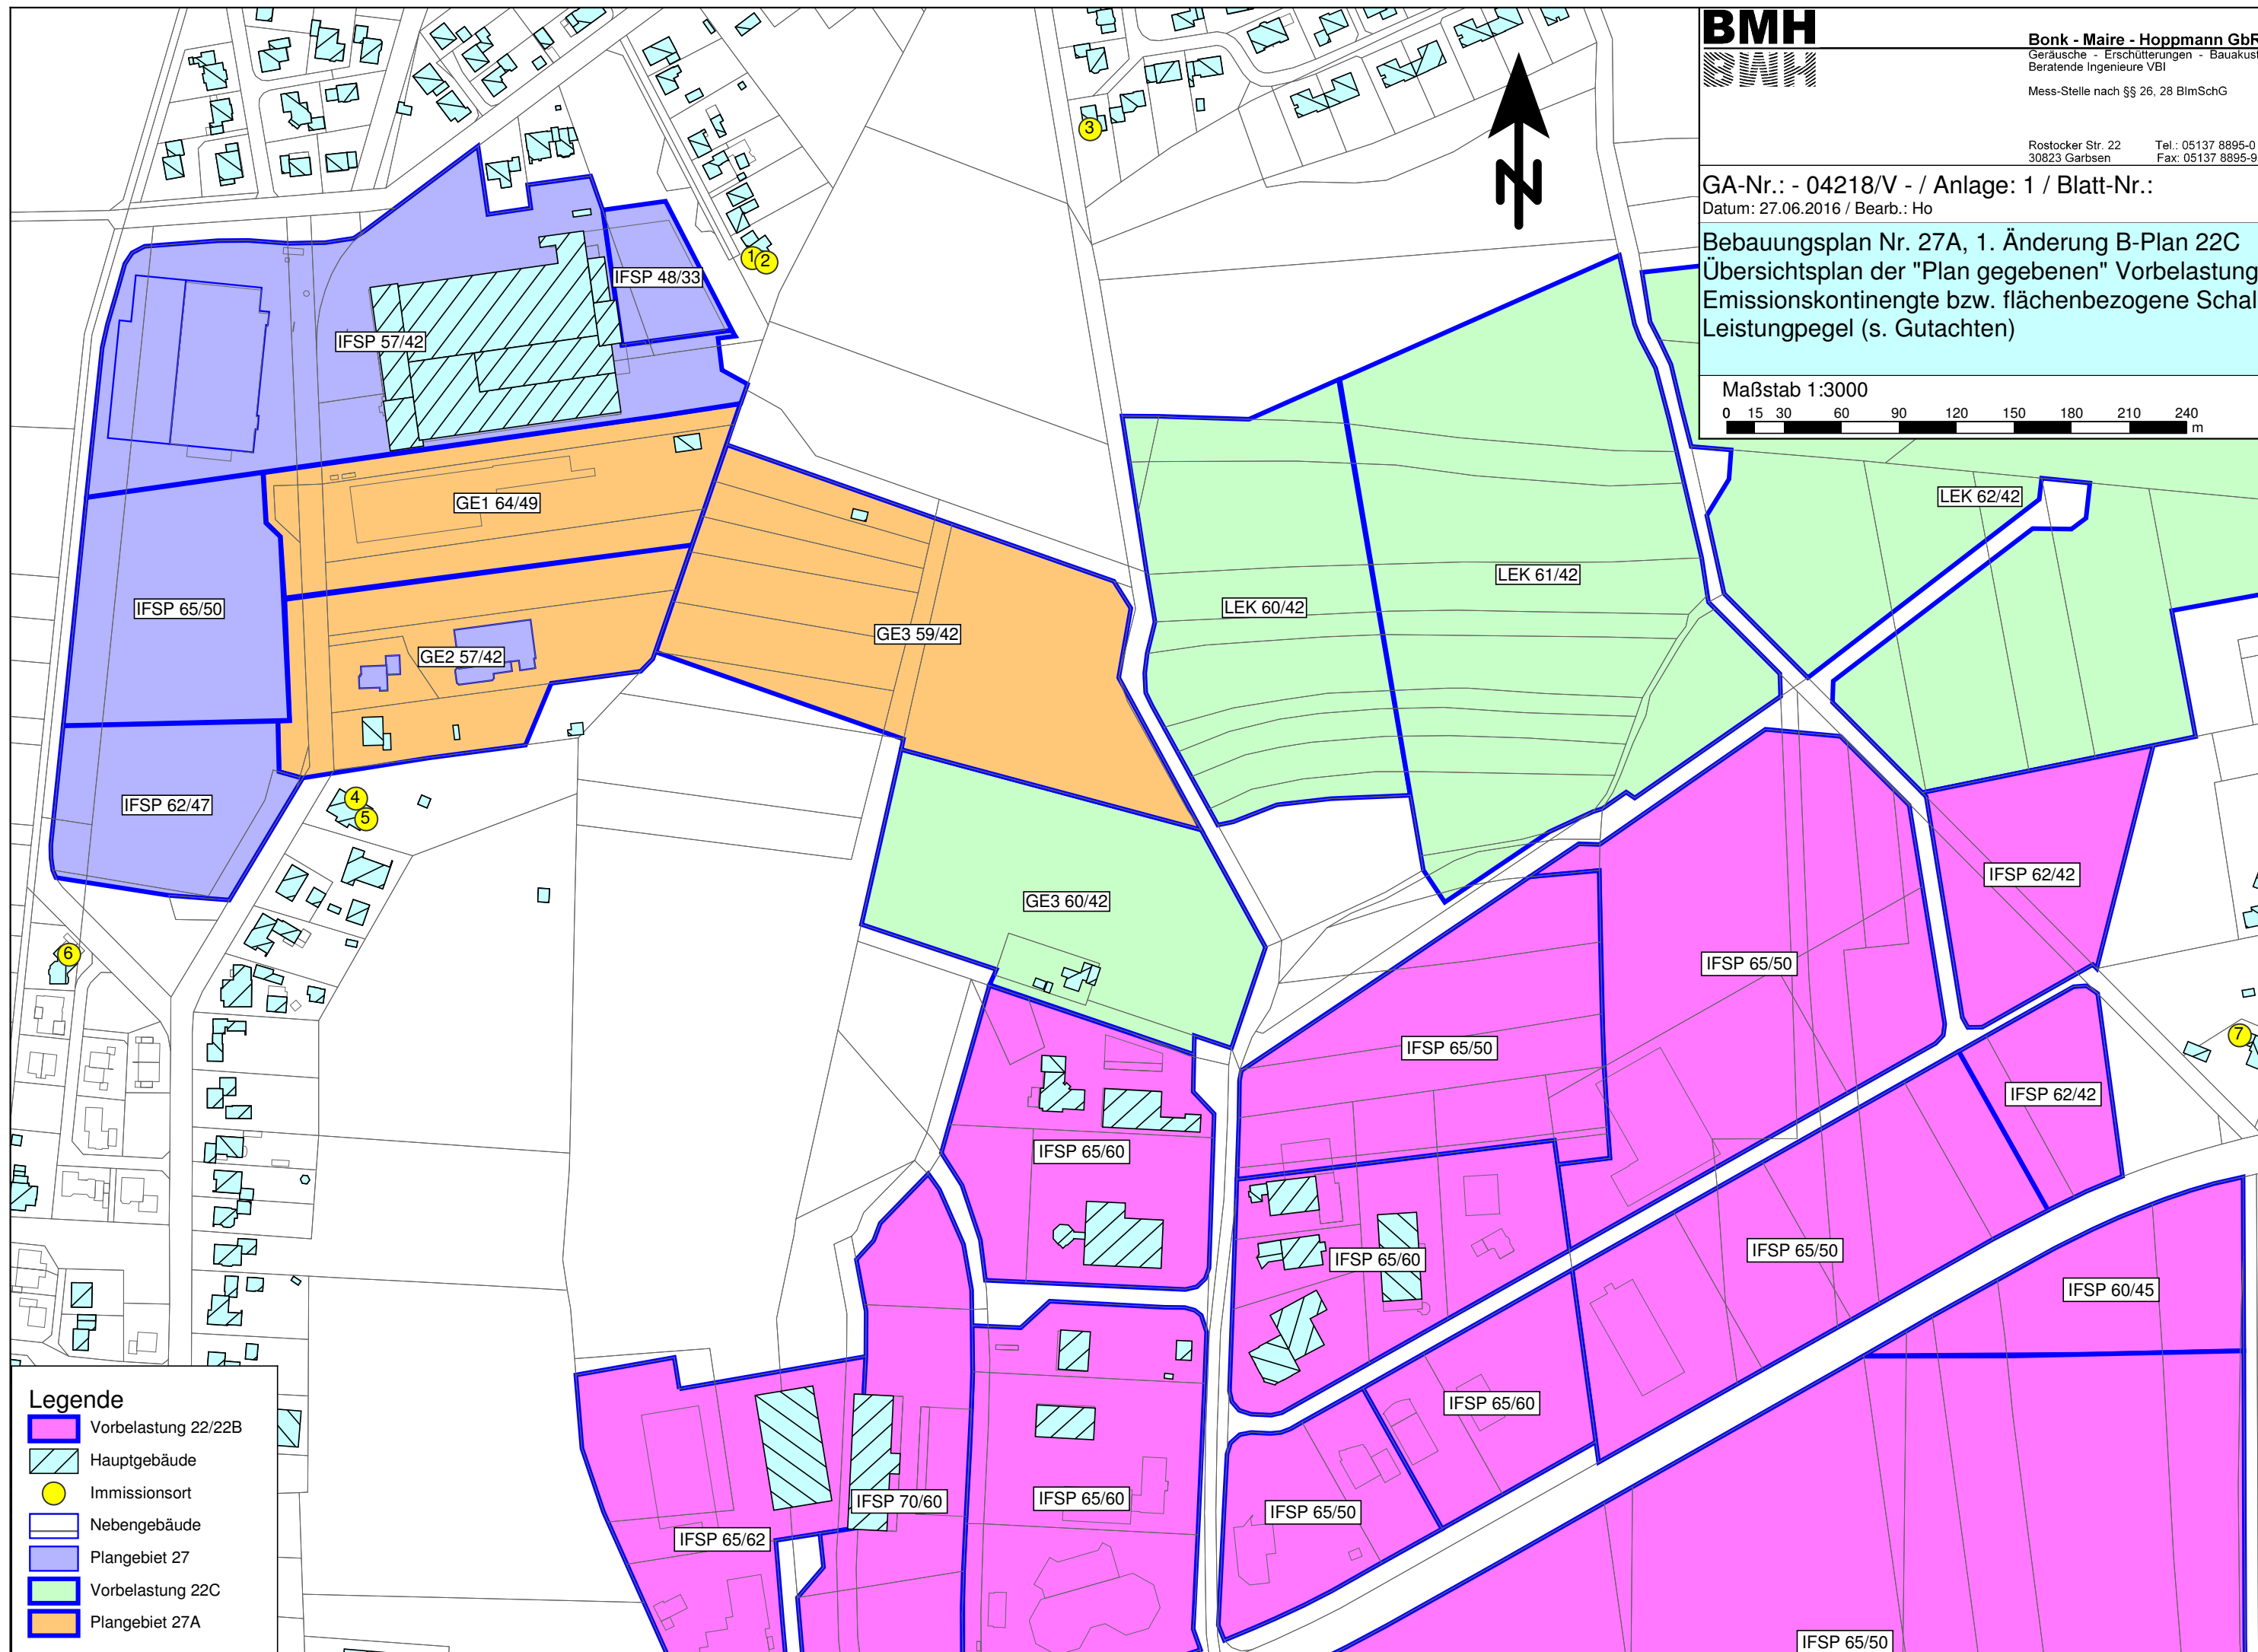 BMH
BMH
Bonk - Maire - Hoppmann GbR
Geräusche - Erschütterungen - Bauakust
Beratende Ingenieure VBI
Mess-Stelle nach §§ 26, 28 BImSchG
Rostocker Str. 22 Tel.: 05137 8895-0
30823 Garbsen Fax: 05137 8895-9
GA-Nr.: - 04218/V - / Anlage: 1 / Blatt-Nr.:
Datum: 27.06.2016 / Bearb.: Ho
Bebauungsplan Nr. 27A, 1. Änderung B-Plan 22C
Übersichtsplan der "Plan gegebenen" Vorbelastung
Emissionskontinengte bzw. flächenbezogene Schal
Leistungpegel (s. Gutachten)
Maßstab 1:3000
0 15 30 60 90 120 150 180 210 240
m
N
3
1
2
IFSP 48/33
IFSP 57/42
GE1 64/49
LEK 62/42
LEK 61/42
IFSP 65/50
LEK 60/42
GE3 59/42
GE2 57/42
IFSP 62/47
4
5
IFSP 62/42
GE3 60/42
6
IFSP 65/50
7
IFSP 65/50
IFSP 62/42
IFSP 65/60
IFSP 65/50
IFSP 65/60
IFSP 60/45
IFSP 65/60
IFSP 65/60
IFSP 70/60
IFSP 65/50
IFSP 65/62
IFSP 65/50
Legende
Vorbelastung 22/22B
Hauptgebäude
Immissionsort
Nebengebäude
Plangebiet 27
Vorbelastung 22C
Plangebiet 27A